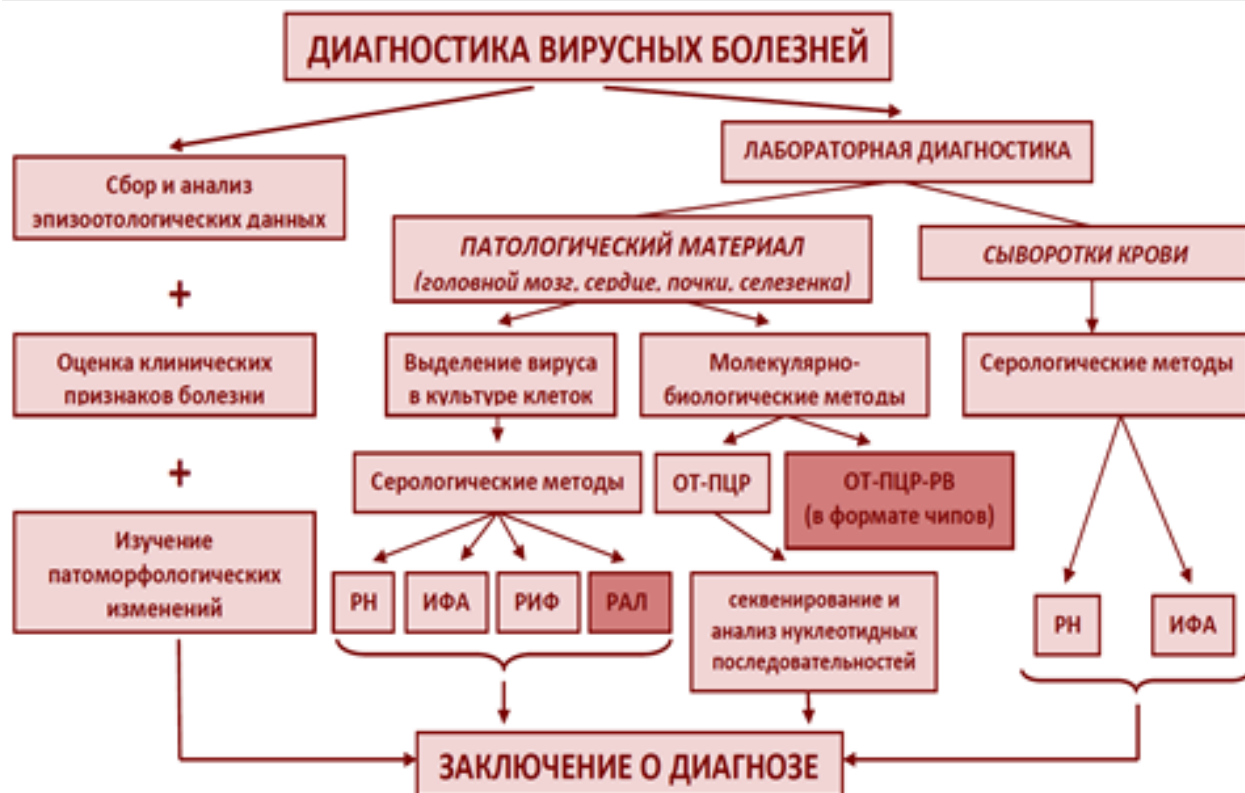 ДИАГНОСТИКА ВИРУСНЫХ БОЛЕЗНЕЙ
ЛАБОРАТОРНАЯ ДИАГНОСТИКА
Сбор и анализ
эпизоотологических данных
+
Оценка клинических
признаков болезни
+
Изучение
патоморфологических
изменений
ПАТОЛОГИЧЕСКИЙ МАТЕРИАЛ
(головной мозг, сердце, почки, селезенка)
СЫВОРОТКИ КРОВИ
Выделение вируса
в культуре клеток
Молекулярно-
биологические методы
Серологические методы
Серологические методы
ОТ-ПЦР
ОТ-ПЦР-РВ
(в формате чипов)
РН
ИФА
РИФ
РАЛ
секвенирование и
анализ нуклеотидных
последовательностей
РН
ИФА
ЗАКЛЮЧЕНИЕ О ДИАГНОЗЕ